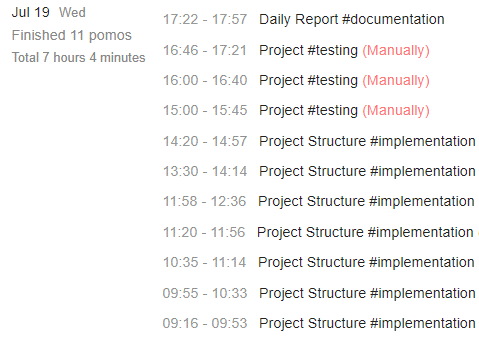 Jul 19 Wed
Finished 11 pomos
Total 7 hours 4 minutes
17:22 - 17:57 Daily Report #documentation
16:46 - 17:21 Project #testing (Manually)
16:00 - 16:40 Project #testing (Manually)
15:00 - 15:45 Project #testing (Manually)
14:20 - 14:57 Project Structure #implementation
13:30 - 14:14 Project Structure #implementation
11:58 - 12:36 Project Structure #implementation
11:20 - 11:56 Project Structure #implementation
10:35 - 11:14 Project Structure #implementation
09:55 - 10:33 Project Structure #implementation
09:16 - 09:53 Project Structure #implementation